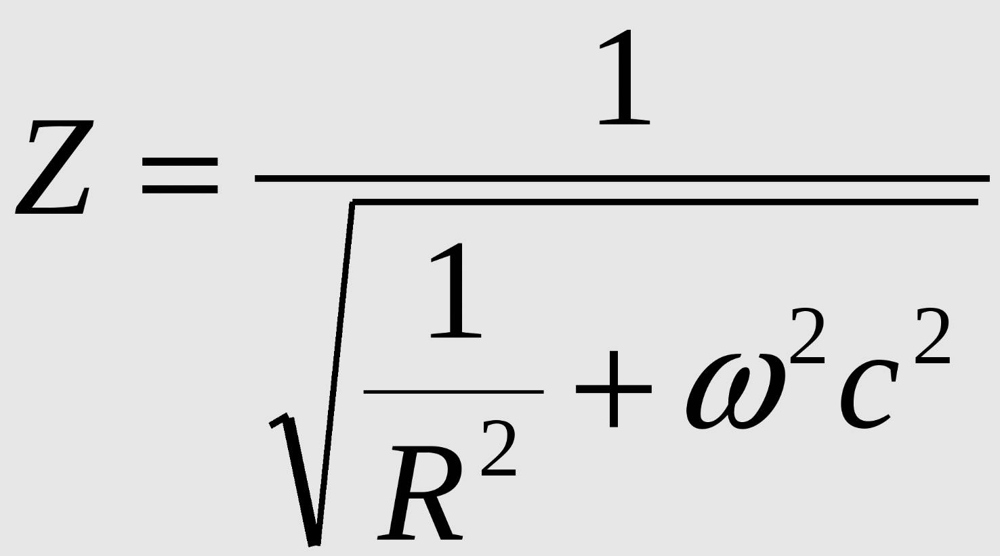 Z = 1 / √(1/R² + ω²c²)